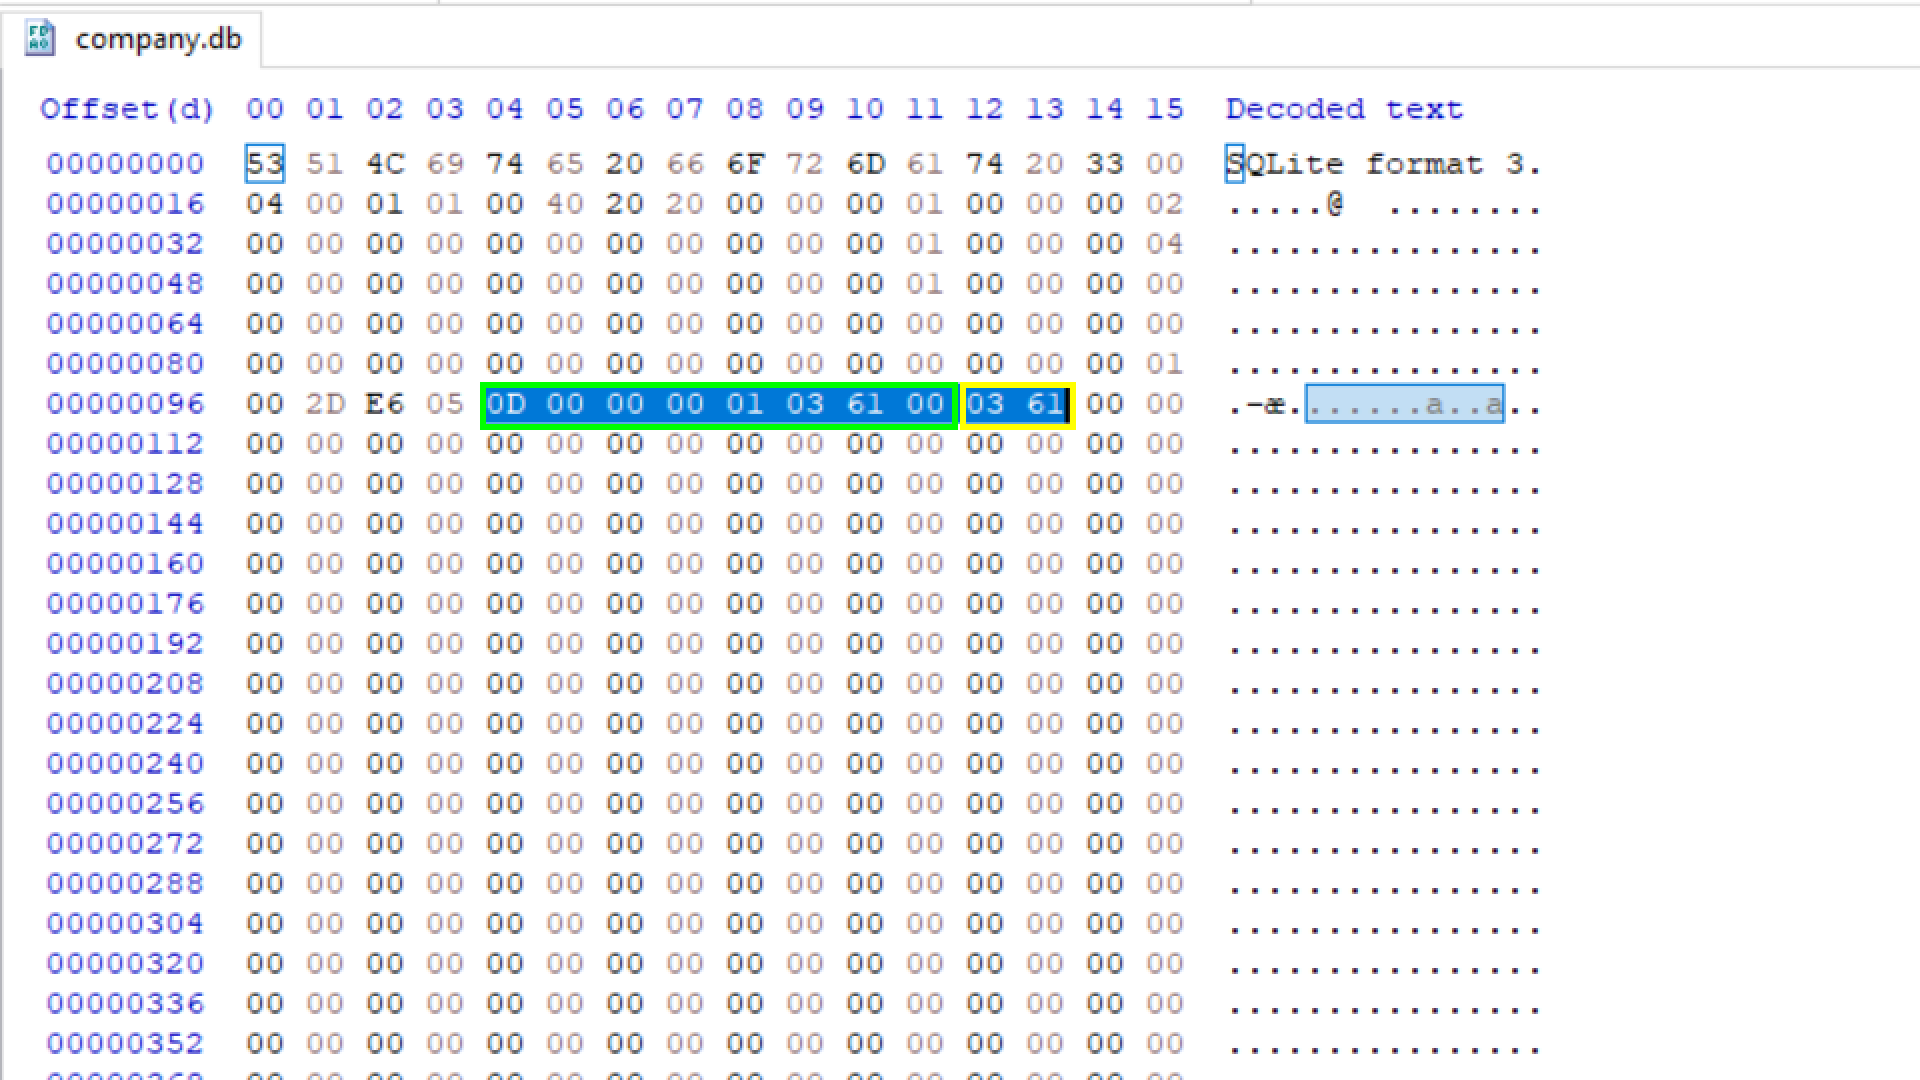 company.db
Offset(d) 00 01 02 03 04 05 06 07 08 09 10 11 12 13 14 15 Decoded text
00000000 53 51 4C 69 74 65 20 66 6F 72 6D 61 74 20 33 00 SQLite format 3.
00000016 04 00 01 01 00 40 20 20 00 00 00 01 00 00 00 02 .....@  ........
00000032 00 00 00 00 00 00 00 00 00 00 00 01 00 00 00 04 ................
00000048 00 00 00 00 00 00 00 00 00 00 00 01 00 00 00 00 ................
00000064 00 00 00 00 00 00 00 00 00 00 00 00 00 00 00 00 ................
00000080 00 00 00 00 00 00 00 00 00 00 00 00 00 00 00 01 ................
00000096 00 2D E6 05 0D 00 00 00 01 03 61 00 03 61 00 00 .-æ.......a..a..
00000112 00 00 00 00 00 00 00 00 00 00 00 00 00 00 00 00 ................
00000128 00 00 00 00 00 00 00 00 00 00 00 00 00 00 00 00 ................
00000144 00 00 00 00 00 00 00 00 00 00 00 00 00 00 00 00 ................
00000160 00 00 00 00 00 00 00 00 00 00 00 00 00 00 00 00 ................
00000176 00 00 00 00 00 00 00 00 00 00 00 00 00 00 00 00 ................
00000192 00 00 00 00 00 00 00 00 00 00 00 00 00 00 00 00 ................
00000208 00 00 00 00 00 00 00 00 00 00 00 00 00 00 00 00 ................
00000224 00 00 00 00 00 00 00 00 00 00 00 00 00 00 00 00 ................
00000240 00 00 00 00 00 00 00 00 00 00 00 00 00 00 00 00 ................
00000256 00 00 00 00 00 00 00 00 00 00 00 00 00 00 00 00 ................
00000272 00 00 00 00 00 00 00 00 00 00 00 00 00 00 00 00 ................
00000288 00 00 00 00 00 00 00 00 00 00 00 00 00 00 00 00 ................
00000304 00 00 00 00 00 00 00 00 00 00 00 00 00 00 00 00 ................
00000320 00 00 00 00 00 00 00 00 00 00 00 00 00 00 00 00 ................
00000336 00 00 00 00 00 00 00 00 00 00 00 00 00 00 00 00 ................
00000352 00 00 00 00 00 00 00 00 00 00 00 00 00 00 00 00 ................